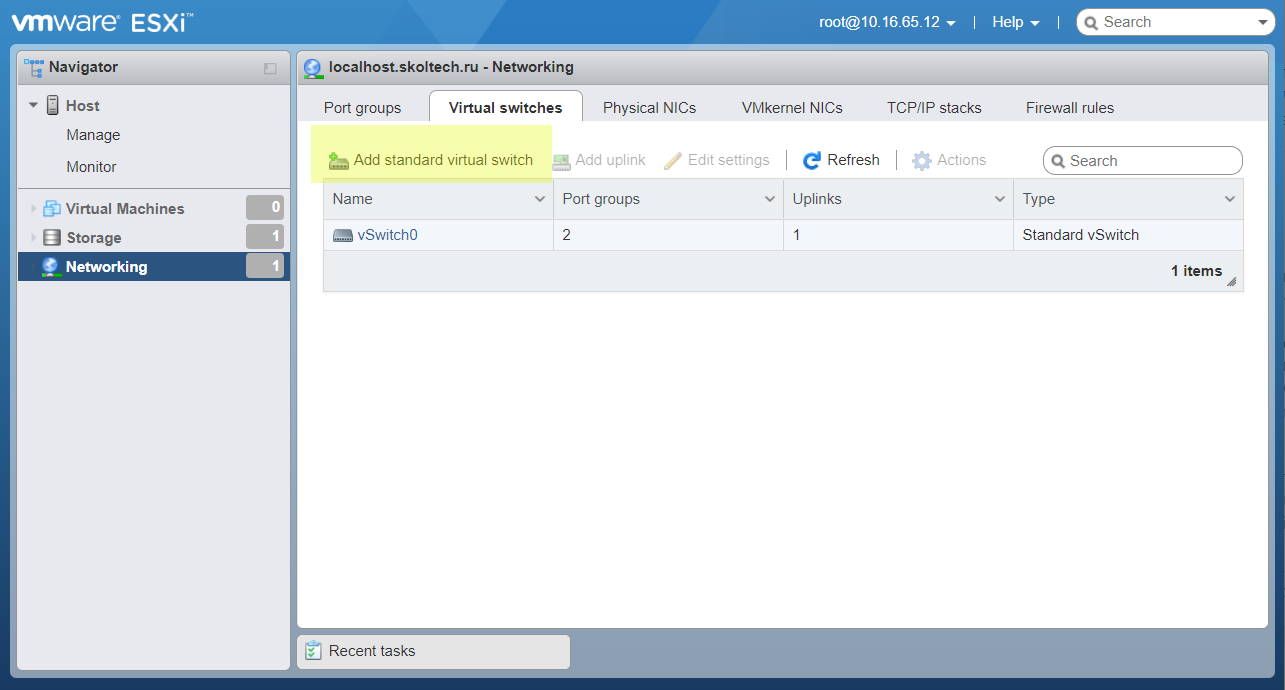 vmware® ESXi™
root@10.16.65.12 | Help | Search
Navigator
Host
Manage
Monitor
Virtual Machines 0
Storage 1
Networking 1
localhost.skoltech.ru - Networking
Port groups Virtual switches Physical NICs VMkernel NICs TCP/IP stacks Firewall rules
Add standard virtual switch Add uplink Edit settings | Refresh | Actions Search
Name Port groups Uplinks Type
vSwitch0 2 1 Standard vSwitch
1 items
Recent tasks